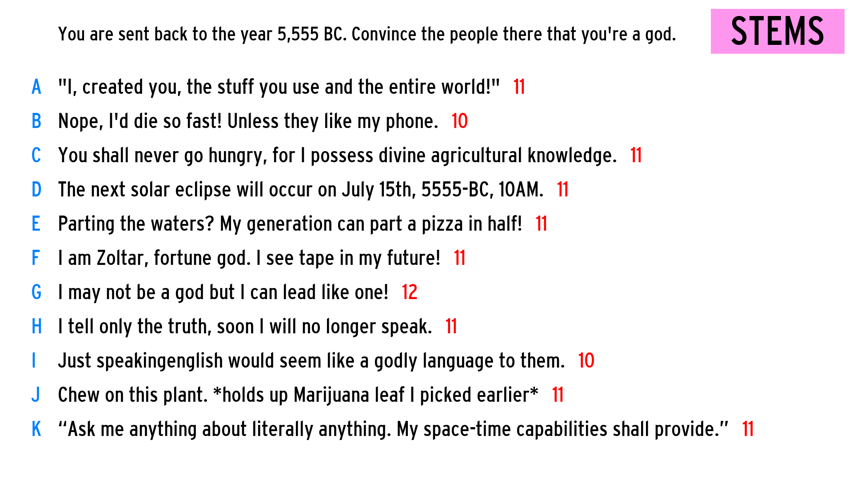 You are sent back to the year 5,555 BC. Convince the people there that you're a god. STEMS
A "I, created you, the stuff you use and the entire world!" 11
B Nope, I'd die so fast! Unless they like my phone. 10
C You shall never go hungry, for I possess divine agricultural knowledge. 11
D The next solar eclipse will occur on July 15th, 5555-BC, 10AM. 11
E Parting the waters? My generation can part a pizza in half! 11
F I am Zoltar, fortune god. I see tape in my future! 11
G I may not be a god but I can lead like one! 12
H I tell only the truth, soon I will no longer speak. 11
I Just speakingenglish would seem like a godly language to them. 10
J Chew on this plant. *holds up Marijuana leaf I picked earlier* 11
K “Ask me anything about literally anything. My space-time capabilities shall provide.” 11